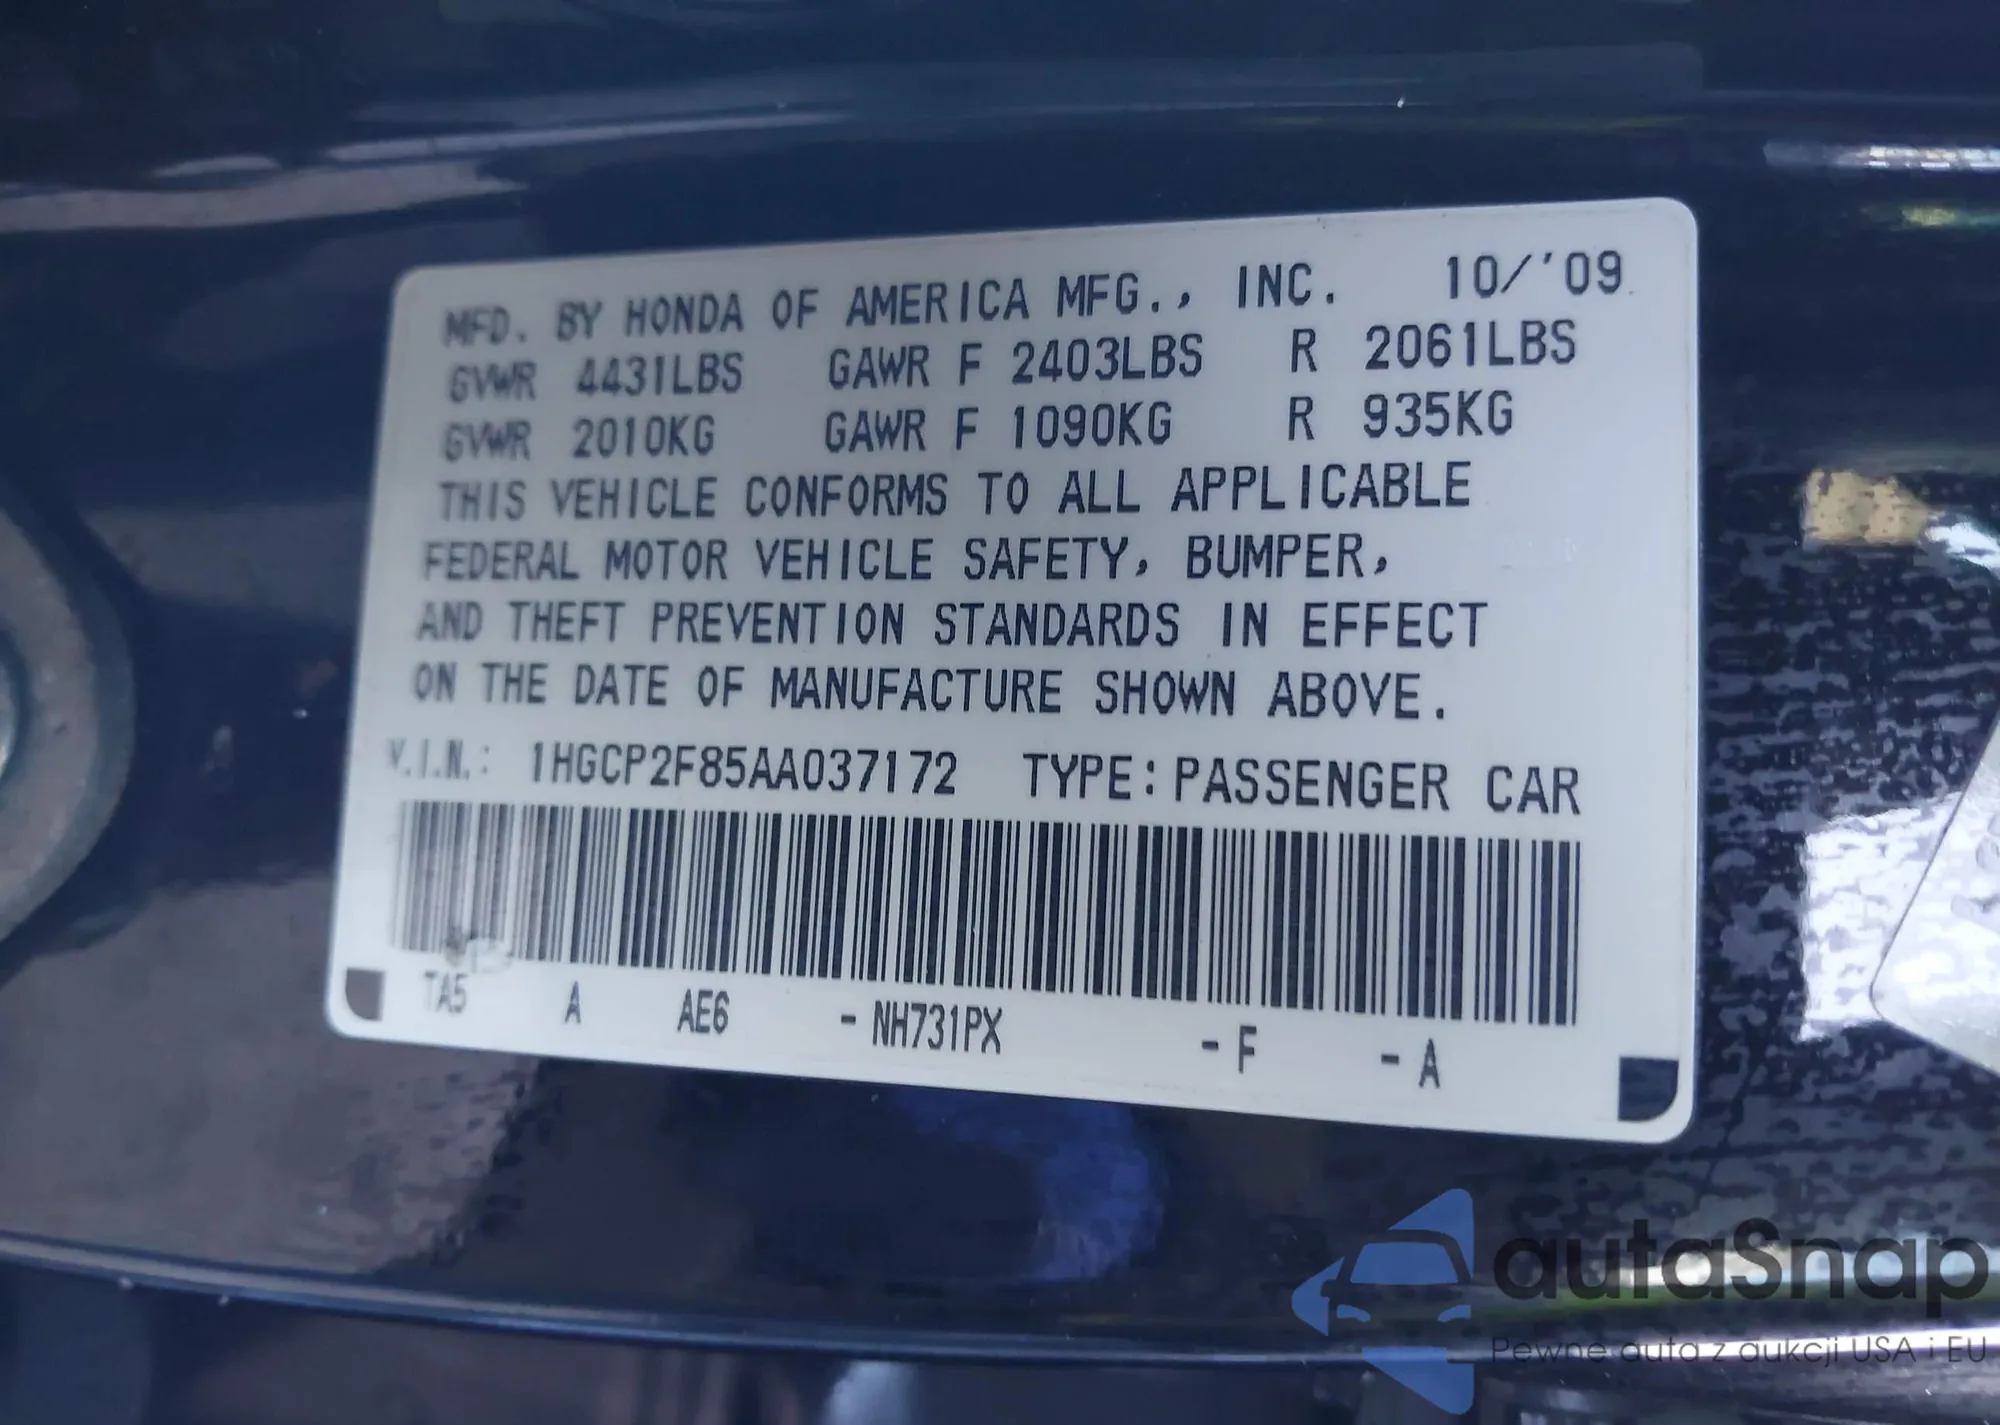 MFD. BY HONDA OF AMERICA MFG., INC. 10/'09
GVWR 4431LBS GAWR F 2403LBS R 2061LBS
GVWR 2010KG GAWR F 1090KG R 935KG
THIS VEHICLE CONFORMS TO ALL APPLICABLE
FEDERAL MOTOR VEHICLE SAFETY, BUMPER,
AND THEFT PREVENTION STANDARDS IN EFFECT
ON THE DATE OF MANUFACTURE SHOWN ABOVE.
V.I.N.: 1HGCP2F85AA037172 TYPE:PASSENGER CAR
TA5 A AE6 -NH731PX -F -A
autaSnap
Pewne auta z aukcji USA i EU